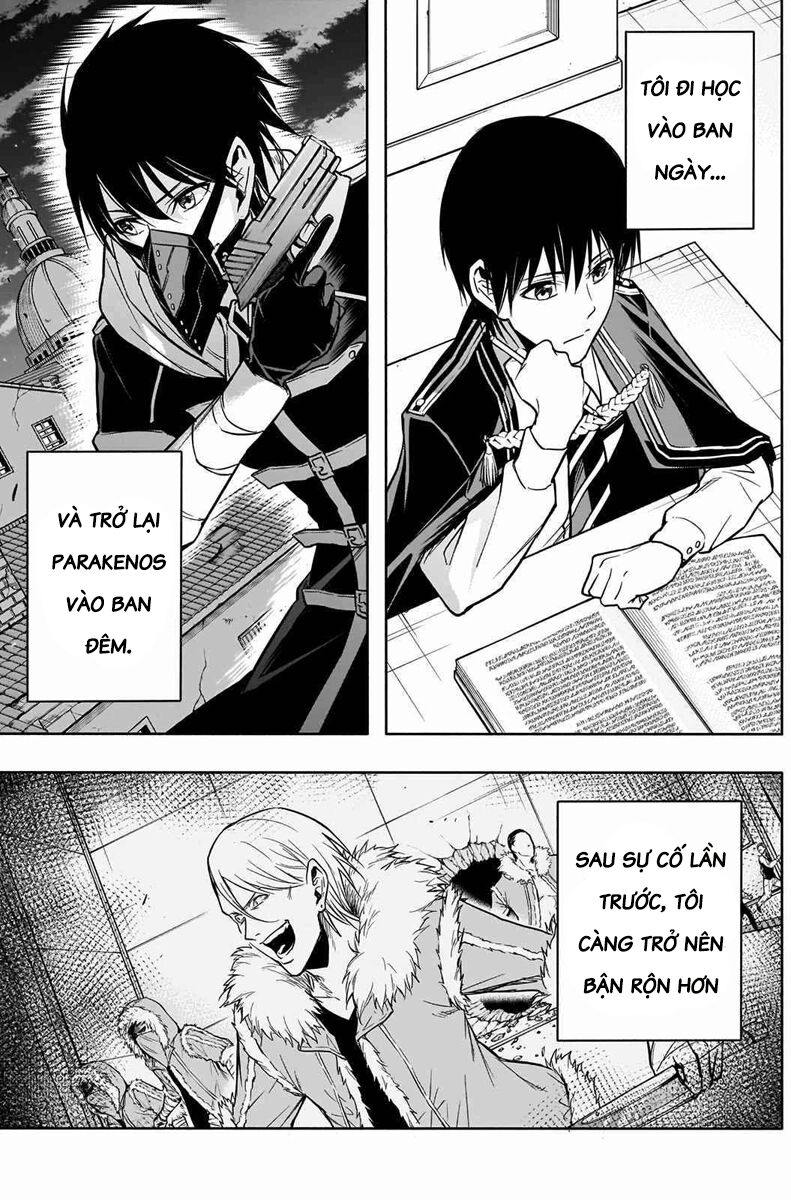 TÔI ĐI HỌC
VÀO BAN
NGÀY...
VÀ TRỞ LẠI
PARAKENOS
VÀO BAN
ĐÊM.
SAU SỰ CỐ LẦN
TRƯỚC, TÔI
CÀNG TRỞ NÊN
BẬN RỘN HƠN